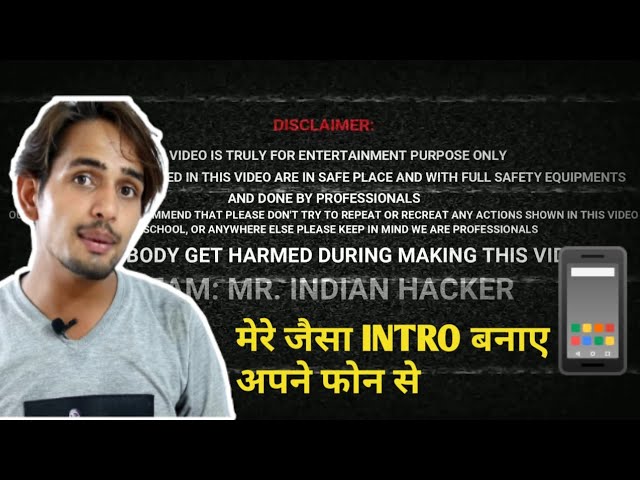 DISCLAIMER:
VIDEO IS TRULY FOR ENTERTAINMENT PURPOSE ONLY
ED IN THIS VIDEO ARE IN SAFE PLACE AND WITH FULL SAFETY EQUIPMENTS
AND DONE BY PROFESSIONALS
MMEND THAT PLEASE DON'T TRY TO REPEAT OR RECREAT ANY ACTIONS SHOWN IN THIS VIDEO
SCHOOL, OR ANYWHERE ELSE PLEASE KEEP IN MIND WE ARE PROFESSIONALS
BODY GET HARMED DURING MAKING THIS VID
AM: MR. INDIAN HACKER
मेरे जैसा INTRO बनाए
अपने फोन से